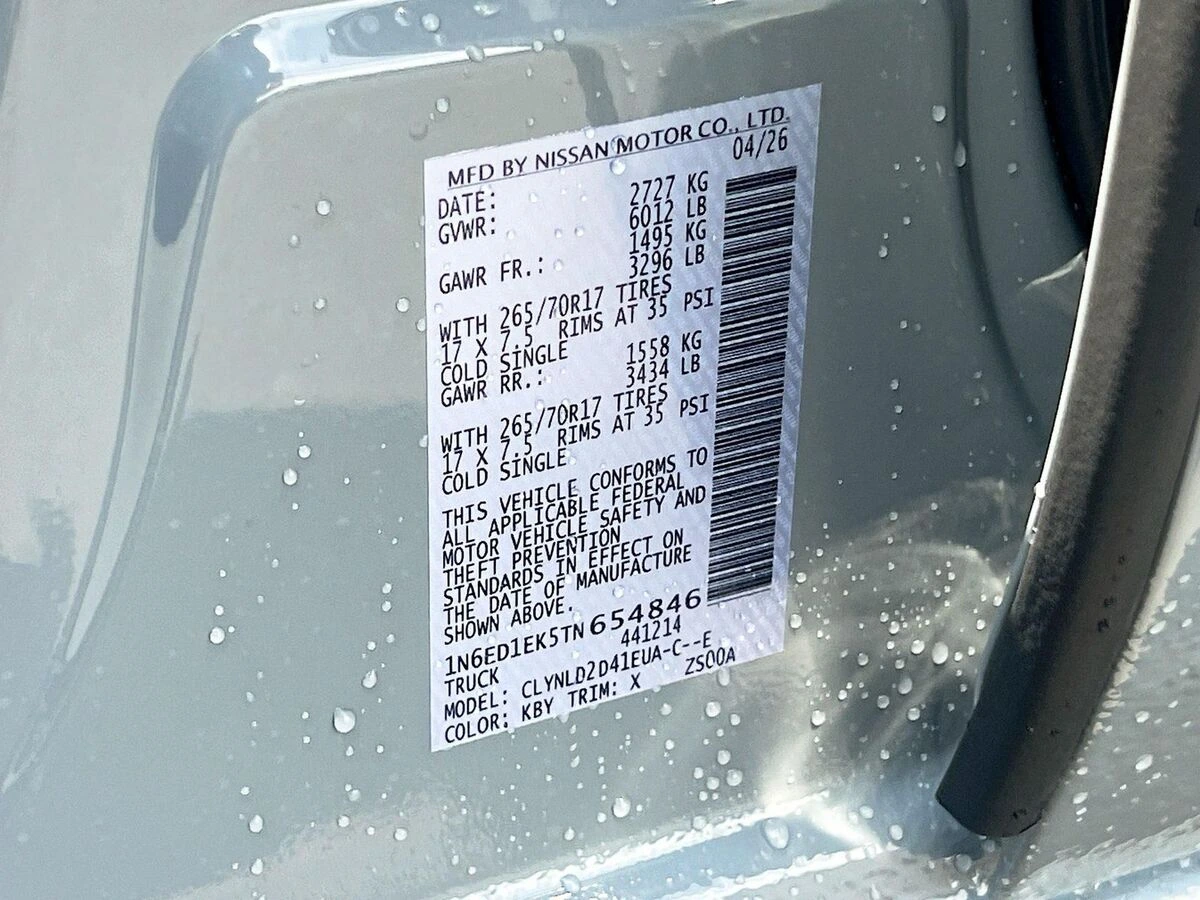 MFD BY NISSAN MOTOR CO., LTD.
DATE: 04/26
GVWR: 2727 KG
6012 LB
GAWR FR.: 1495 KG
3296 LB
WITH 265/70R17 TIRES
17 X 7.5 RIMS AT 35 PSI
COLD SINGLE
GAWR RR.: 1558 KG
3434 LB
WITH 265/70R17 TIRES
17 X 7.5 RIMS AT 35 PSI
COLD SINGLE
THIS VEHICLE CONFORMS TO
ALL APPLICABLE FEDERAL
MOTOR VEHICLE SAFETY AND
THEFT PREVENTION
STANDARDS IN EFFECT ON
THE DATE OF MANUFACTURE
SHOWN ABOVE.
1N6ED1EK5TN654846
TRUCK 441214
MODEL: CLYNLD2D41EUA-C--E
COLOR: KBY TRIM: X ZS00A